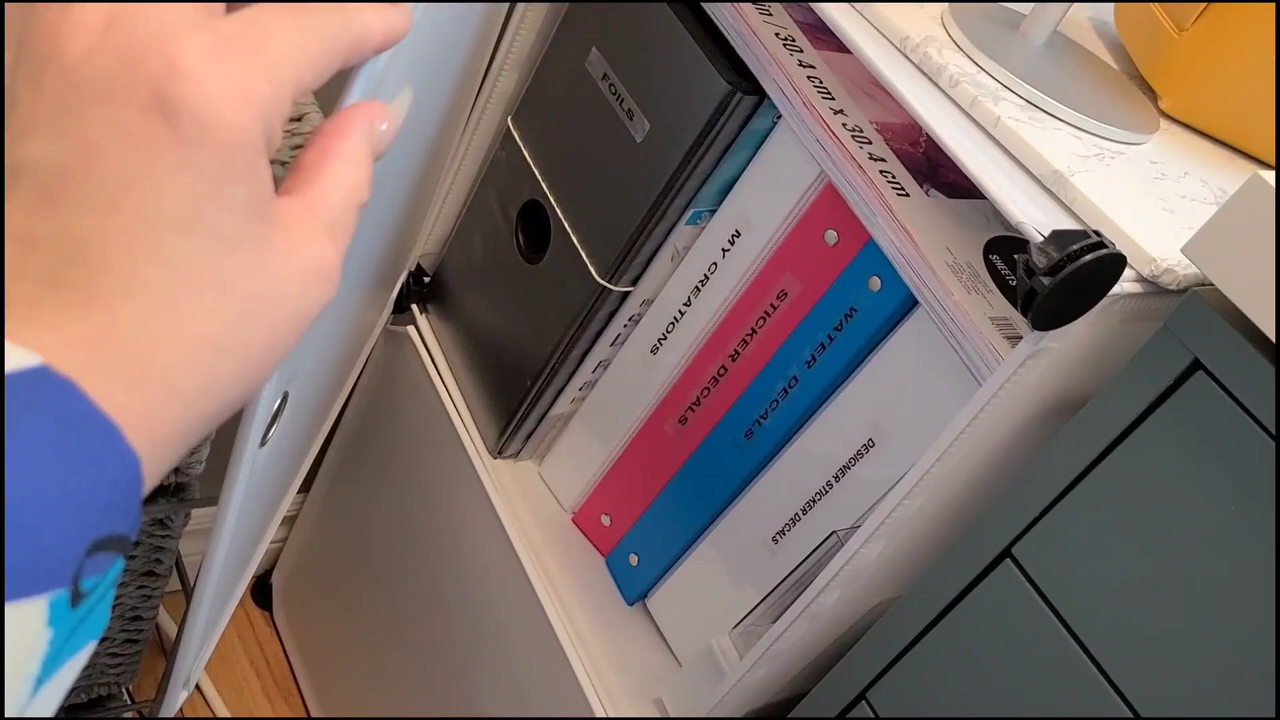 FOILS
MY CREATIONS
STICKER DECALS
WATER DECALS
DESIGNER STICKER DECALS
in / 30.4 cm x 30.4 cm
SHEETS